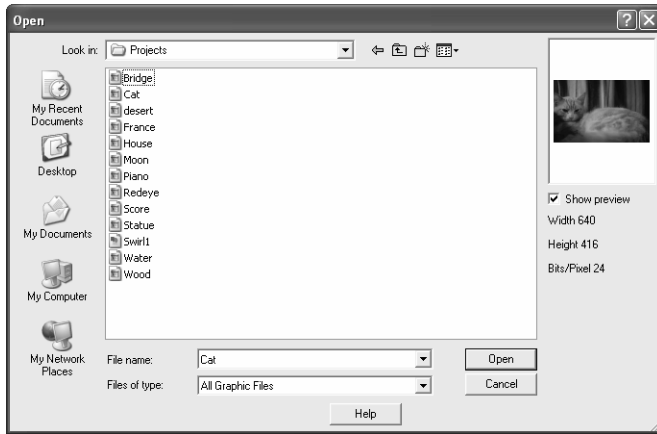 Open
Look in:
Projects
My Recent
Documents
Desktop
My Documents
My Computer
My Network
Places
Bridge
Cat
desert
France
House
Moon
Piano
Redeye
Score
Statue
Swirl1
Water
Wood
Show preview
Width 640
Height 416
Bits/Pixel 24
File name:
Cat
Open
Files of type:
All Graphic Files
Cancel
Help